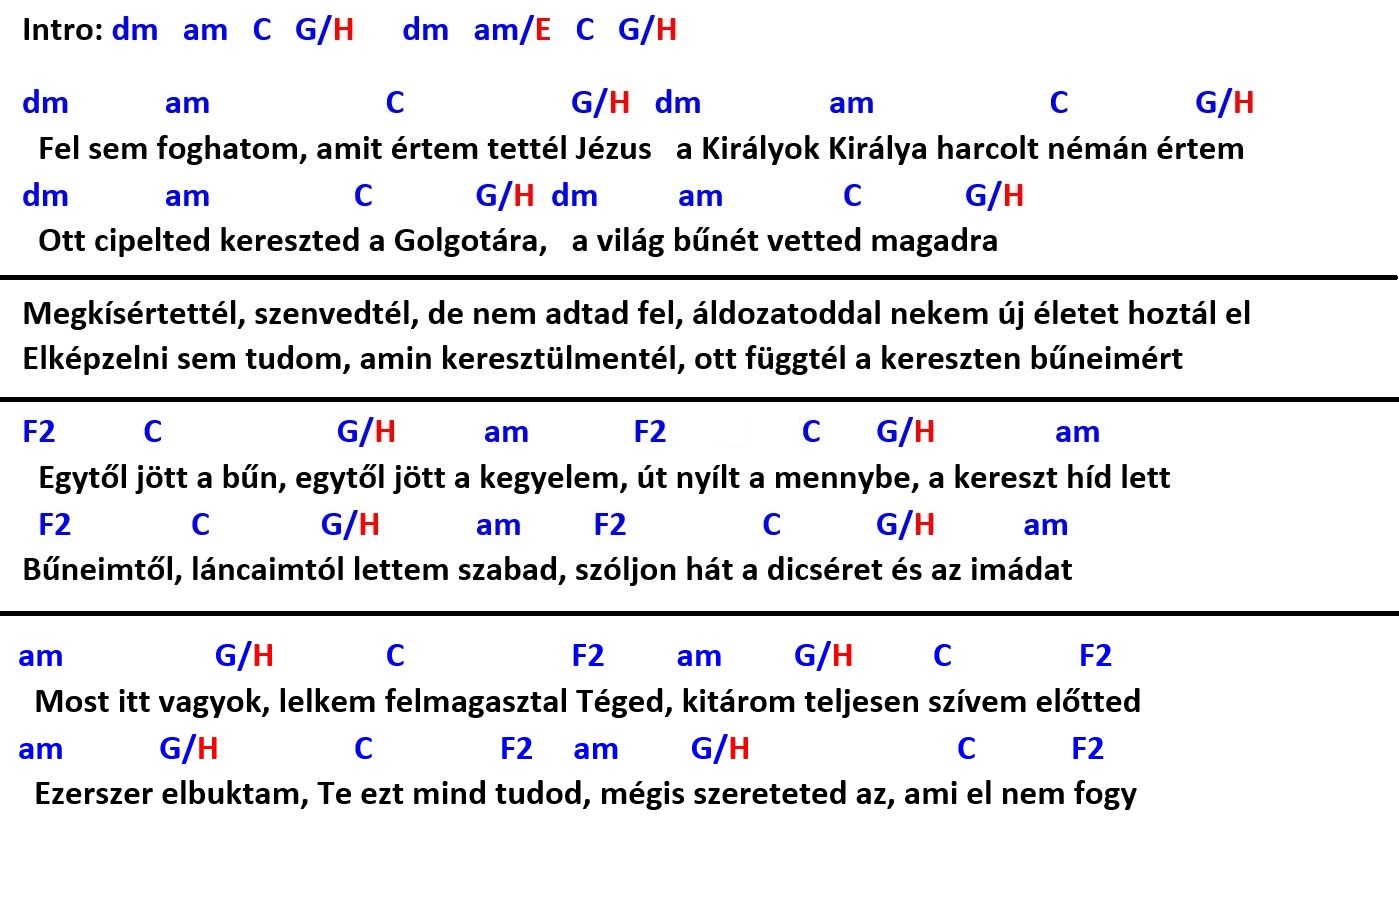 Intro: dm am C G/H dm am/E C G/H
dm am C G/H dm am C G/H
Fel sem foghatom, amit értem tettél Jézus a Királyok Királya harcolt némán értem
dm am C G/H dm am C G/H
Ott cipelted kereszted a Golgotára, a világ bűnét vetted magadra
Megkísértettél, szenvedtél, de nem adtad fel, áldozatoddal nekem új életet hoztál el
Elképzelni sem tudom, amin keresztülmentél, ott függtél a kereszten bűneimért
F2 C G/H am F2 C G/H am
Egytől jött a bűn, egytől jött a kegyelem, út nyílt a mennybe, a kereszt híd lett
F2 C G/H am F2 C G/H am
Bűneimtől, láncaimtól lettem szabad, szóljon hát a dicséret és az imádat
am G/H C F2 am G/H C F2
Most itt vagyok, lelkem felmagasztal Téged, kitárom teljesen szívem előtted
am G/H C F2 am G/H C F2
Ezerszer elbuktam, Te ezt mind tudod, mégis szereteted az, ami el nem fogy